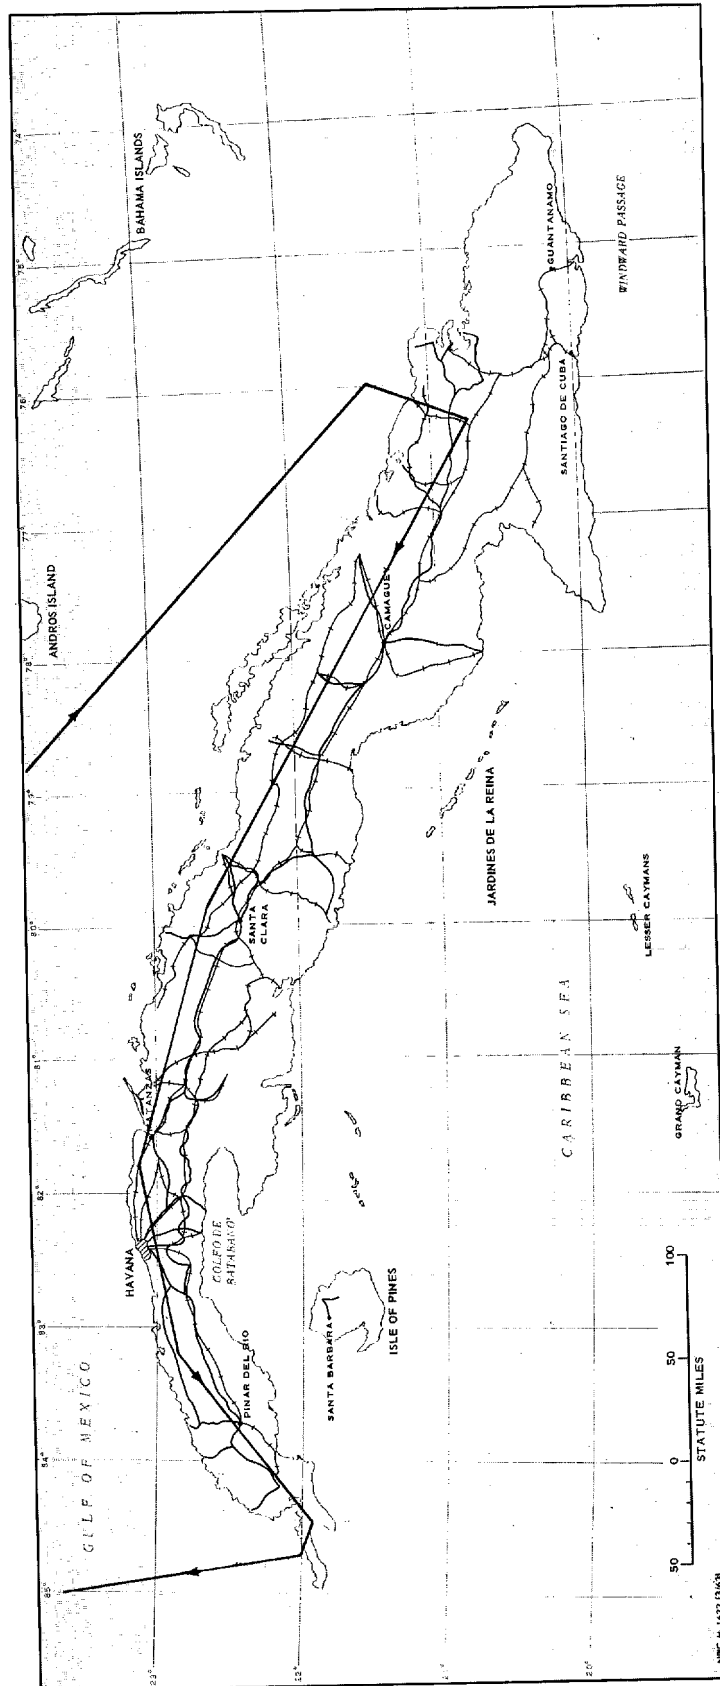 74°
75°
76°
77°
78°
79°
80°
81°
82°
83°
84°
85°
BAHAMA ISLANDS
ANDROS ISLAND
GUANTANAMO
WINDWARD PASSAGE
SANTIAGO DE CUBA
CAMAGUEY
JARDINES DE LA REINA
LESSER CAYMANS
SANTA
CLARA
CARIBBEAN SEA
GRAND CAYMAN
MATANZAS
HAVANA
GOLFO DE
BATABANO
ISLE OF PINES
SANTA BARBARA
PINAR DEL RIO
GULF OF MEXICO
23°
22°
21°
20°
50 0 50 100
STATUTE MILES